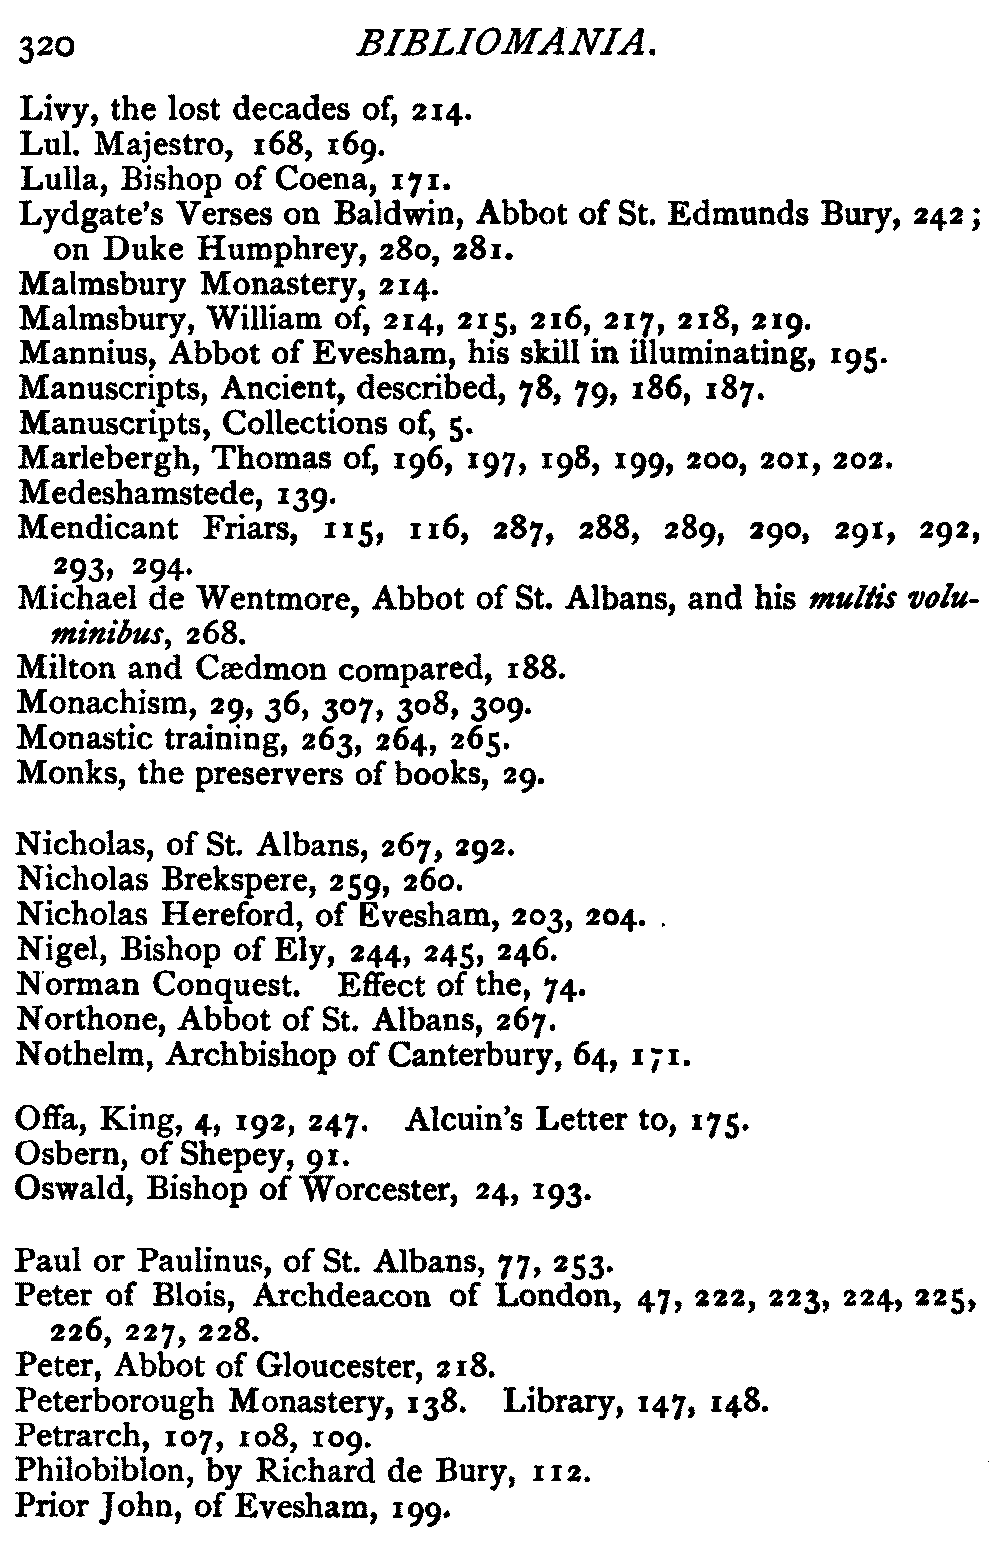 320 BIBLIOMANIA.
Livy, the lost decades of, 214.
Lul. Majestro, 168, 169.
Lulla, Bishop of Coena, 171.
Lydgate's Verses on Baldwin, Abbot of St. Edmunds Bury, 242;
on Duke Humphrey, 280, 281.
Malmsbury Monastery, 214.
Malmsbury, William of, 214, 215, 216, 217, 218, 219.
Mannius, Abbot of Evesham, his skill in illuminating, 195.
Manuscripts, Ancient, described, 78, 79, 186, 187.
Manuscripts, Collections of, 5.
Marlebergh, Thomas of, 196, 197, 198, 199, 200, 201, 202.
Medeshamstede, 139.
Mendicant Friars, 115, 116, 287, 288, 289, 290, 291, 292,
293, 294.
Michael de Wentmore, Abbot of St. Albans, and his multis volu-
minibus, 268.
Milton and Cædmon compared, 188.
Monachism, 29, 36, 307, 308, 309.
Monastic training, 263, 264, 265.
Monks, the preservers of books, 29.
Nicholas, of St. Albans, 267, 292.
Nicholas Brekspere, 259, 260.
Nicholas Hereford, of Evesham, 203, 204.
Nigel, Bishop of Ely, 244, 245, 246.
Norman Conquest. Effect of the, 74.
Northone, Abbot of St. Albans, 267.
Nothelm, Archbishop of Canterbury, 64, 171.
Offa, King, 4, 192, 247. Alcuin's Letter to, 175.
Osbern, of Shepey, 91.
Oswald, Bishop of Worcester, 24, 193.
Paul or Paulinus, of St. Albans, 77, 253.
Peter of Blois, Archdeacon of London, 47, 222, 223, 224, 225,
226, 227, 228.
Peter, Abbot of Gloucester, 218.
Peterborough Monastery, 138. Library, 147, 148.
Petrarch, 107, 108, 109.
Philobiblon, by Richard de Bury, 112.
Prior John, of Evesham, 199.